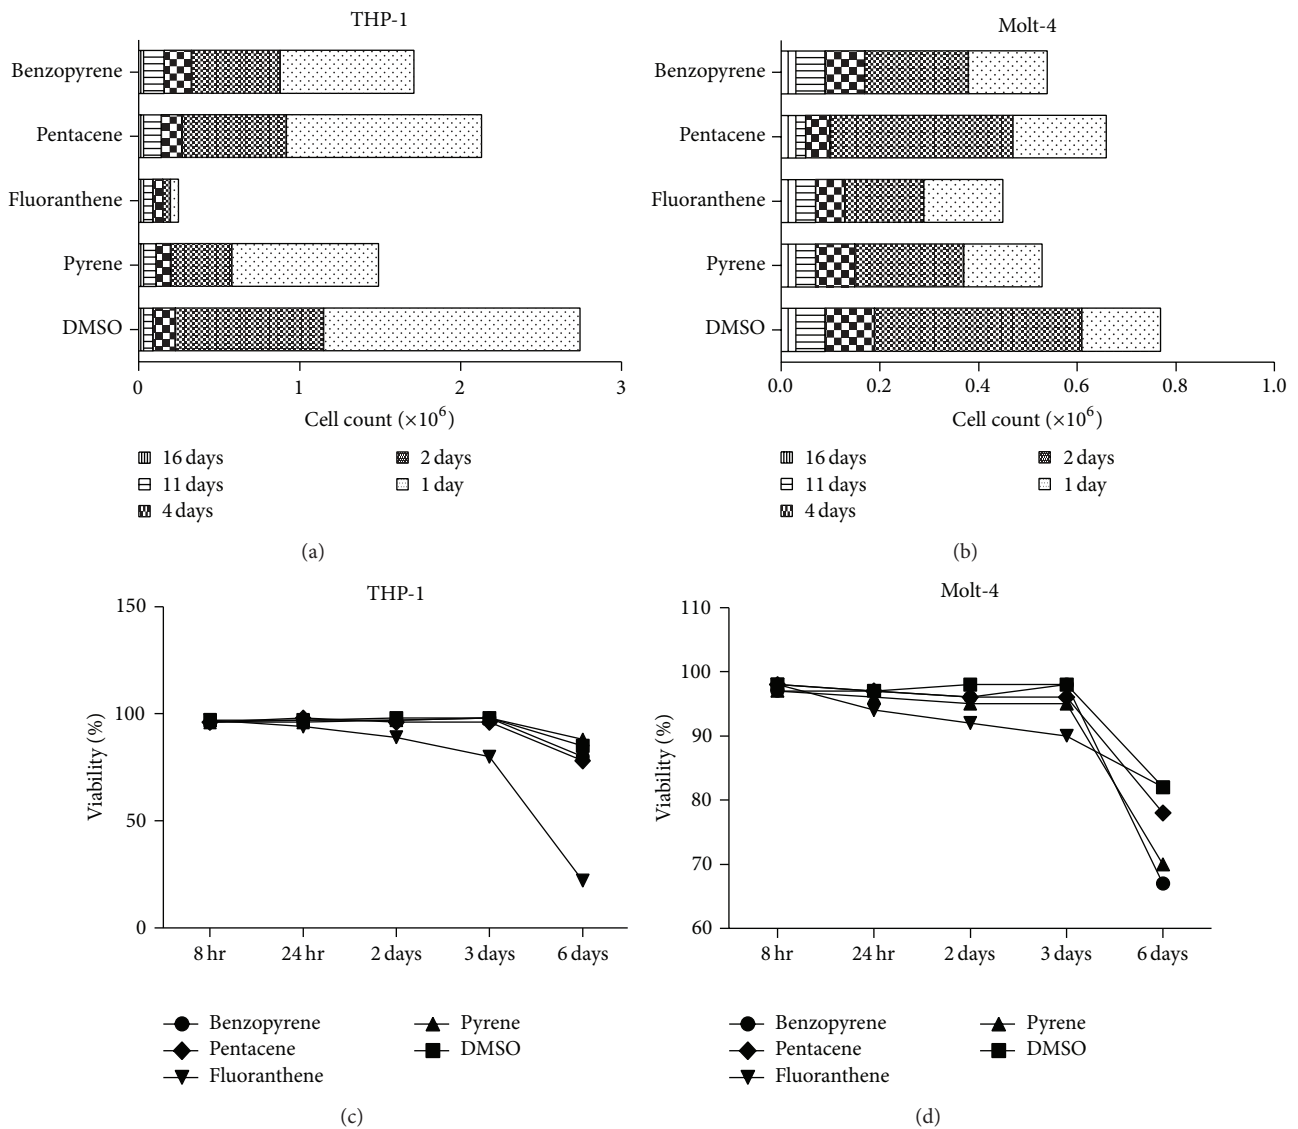 THP-1
Benzopyrene
Pentacene
Fluoranthene
Pyrene
DMSO
0 1 2 3
Cell count (×10⁶)
16 days 2 days
11 days 1 day
4 days
(a)
Molt-4
Benzopyrene
Pentacene
Fluoranthene
Pyrene
DMSO
0.0 0.2 0.4 0.6 0.8 1.0
Cell count (×10⁶)
16 days 2 days
11 days 1 day
4 days
(b)
THP-1
150
100
50
0
Viability (%)
8 hr 24 hr 2 days 3 days 6 days
Benzopyrene Pyrene
Pentacene DMSO
Fluoranthene
(c)
Molt-4
110
100
90
80
70
60
Viability (%)
8 hr 24 hr 2 days 3 days 6 days
Benzopyrene Pyrene
Pentacene DMSO
Fluoranthene
(d)